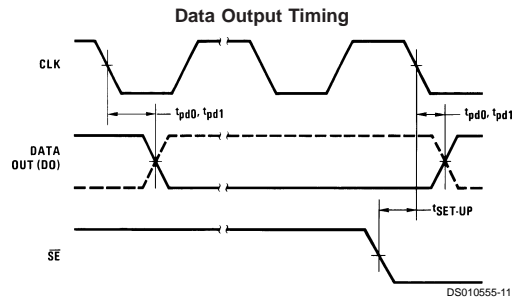 Data Output Timing
CLK
tpd0, tpd1
tpd0, tpd1
DATA
OUT (DO)
tSET-UP
SE
DS010555-11